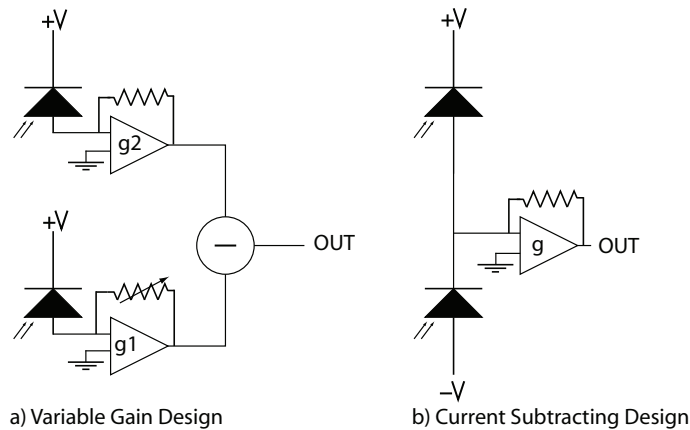 +V
+V
g2
+V
—
OUT
g
OUT
g1
−V
a) Variable Gain Design
b) Current Subtracting Design